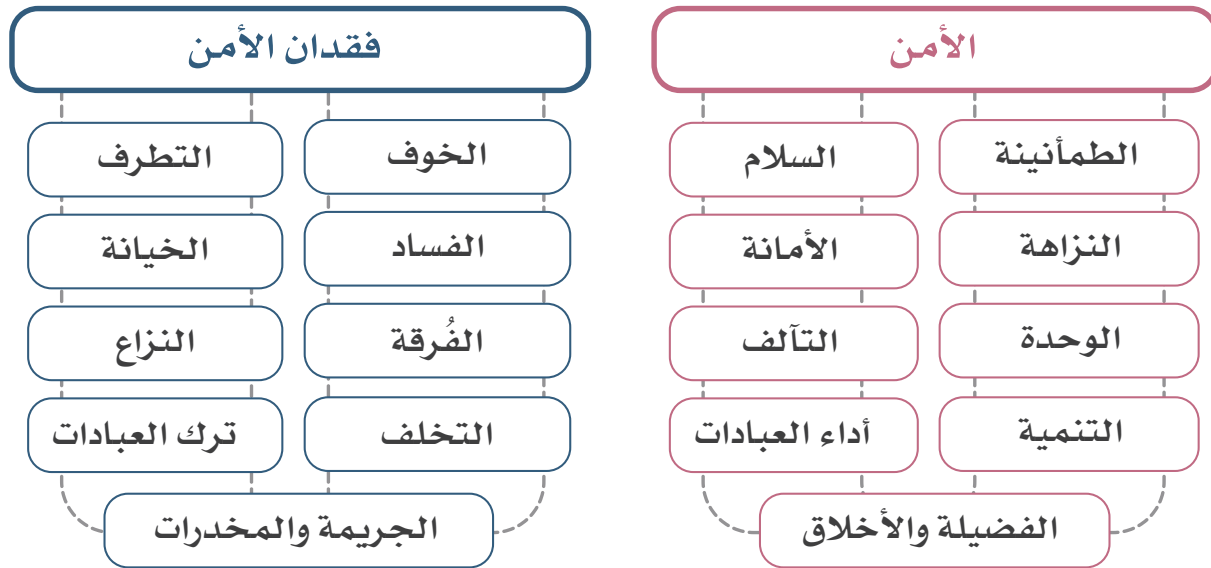 الأمن
الطمأنينة
السلام
النزاهة
الأمانة
الوحدة
التآلف
التنمية
أداء العبادات
الفضيلة والأخلاق
فقدان الأمن
الخوف
التطرف
الفساد
الخيانة
الفُرقة
النزاع
التخلف
ترك العبادات
الجريمة والمخدرات